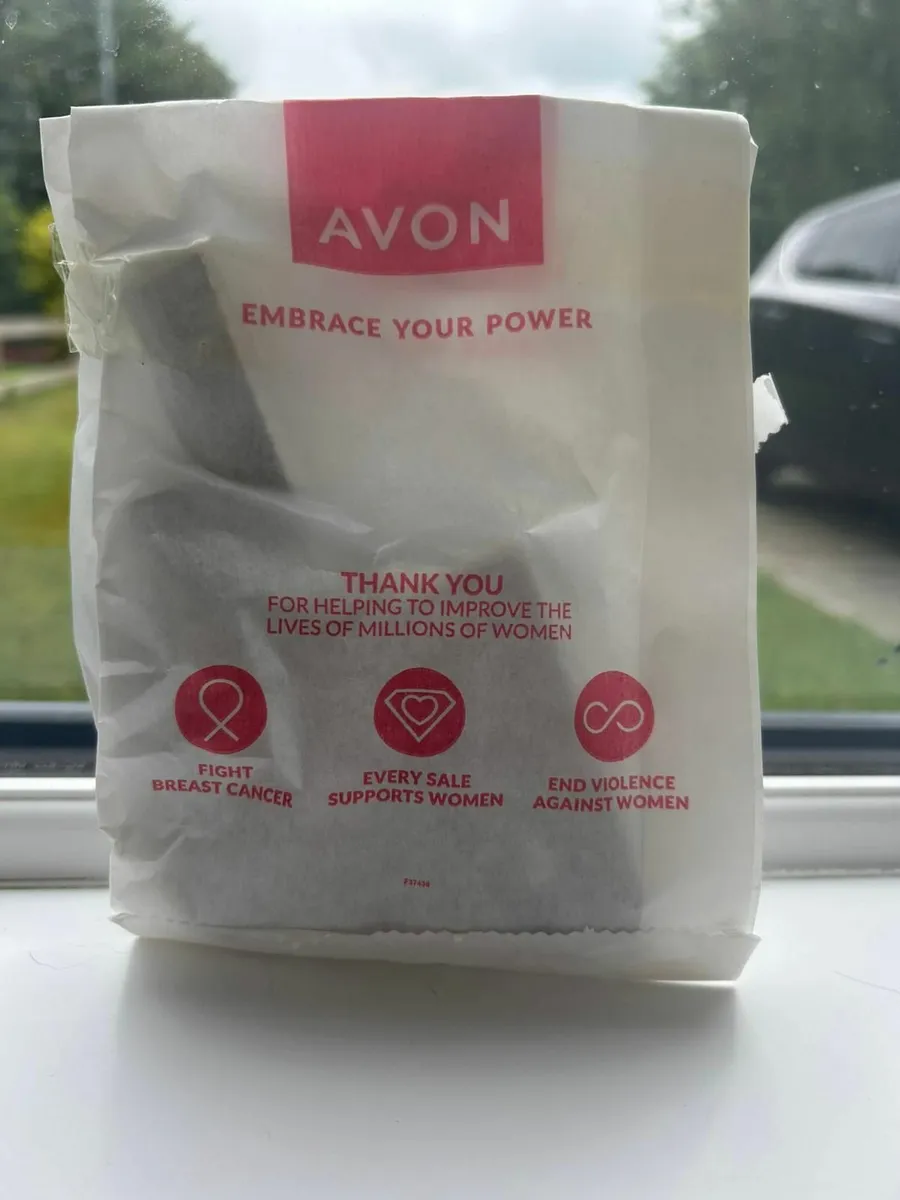 AVON
EMBRACE YOUR POWER
THANK YOU
FOR HELPING TO IMPROVE THE
LIVES OF MILLIONS OF WOMEN
FIGHT
BREAST CANCER
EVERY SALE
SUPPORTS WOMEN
END VIOLENCE
AGAINST WOMEN